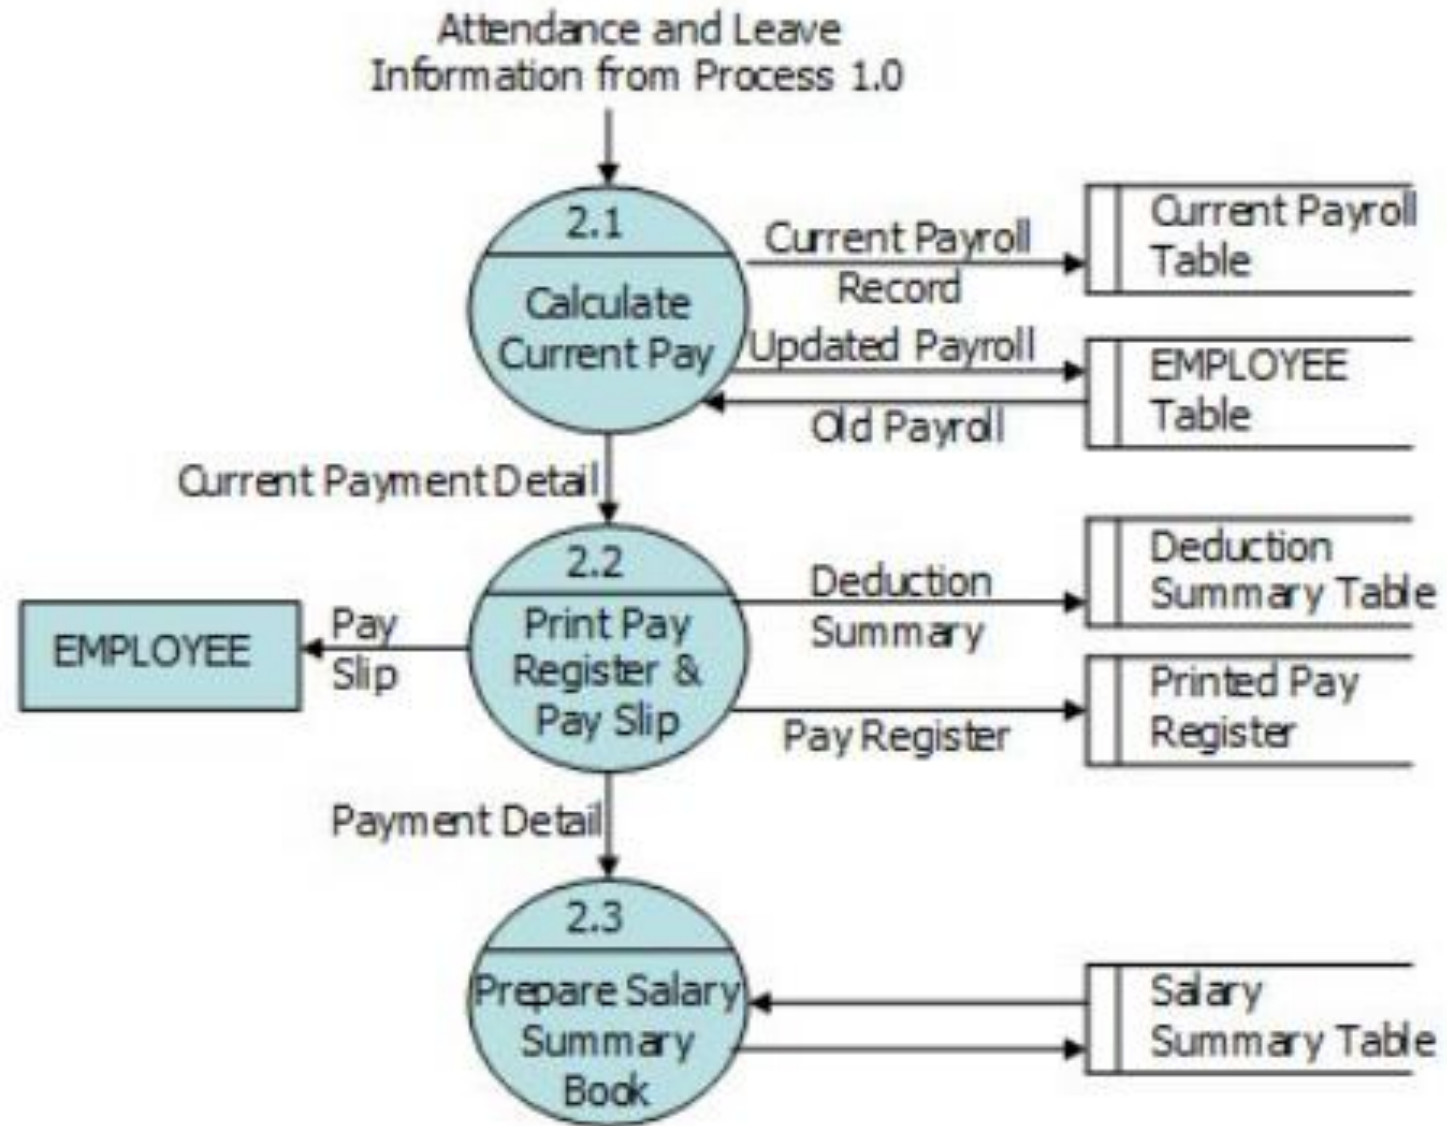 Attendance and Leave
Information from Process 1.0
2.1
Calculate
Current Pay
Current Payroll
Record
Current Payroll
Table
Updated Payroll
Old Payroll
EMPLOYEE
Table
Current Payment Detail
2.2
Print Pay
Register &
Pay Slip
Pay
Slip
EMPLOYEE
Deduction
Summary
Deduction
Summary Table
Pay Register
Printed Pay
Register
Payment Detail
2.3
Prepare Salary
Summary
Book
Salary
Summary Table